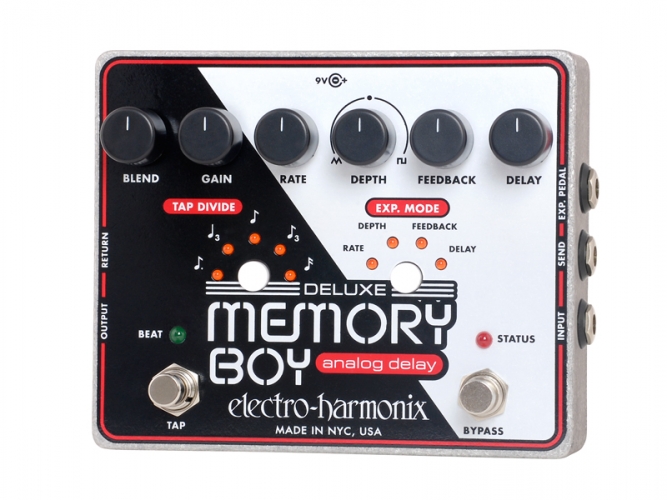 9V
BLEND GAIN RATE DEPTH FEEDBACK DELAY
TAP DIVIDE EXP. MODE
DEPTH FEEDBACK
3 3
RATE DELAY
DELUXE
MEMORY
BOY analog delay
electro-harmonix
MADE IN NYC, USA
BEAT STATUS
TAP BYPASS
RETURN
OUTPUT
EXP. PEDAL
SEND
INPUT